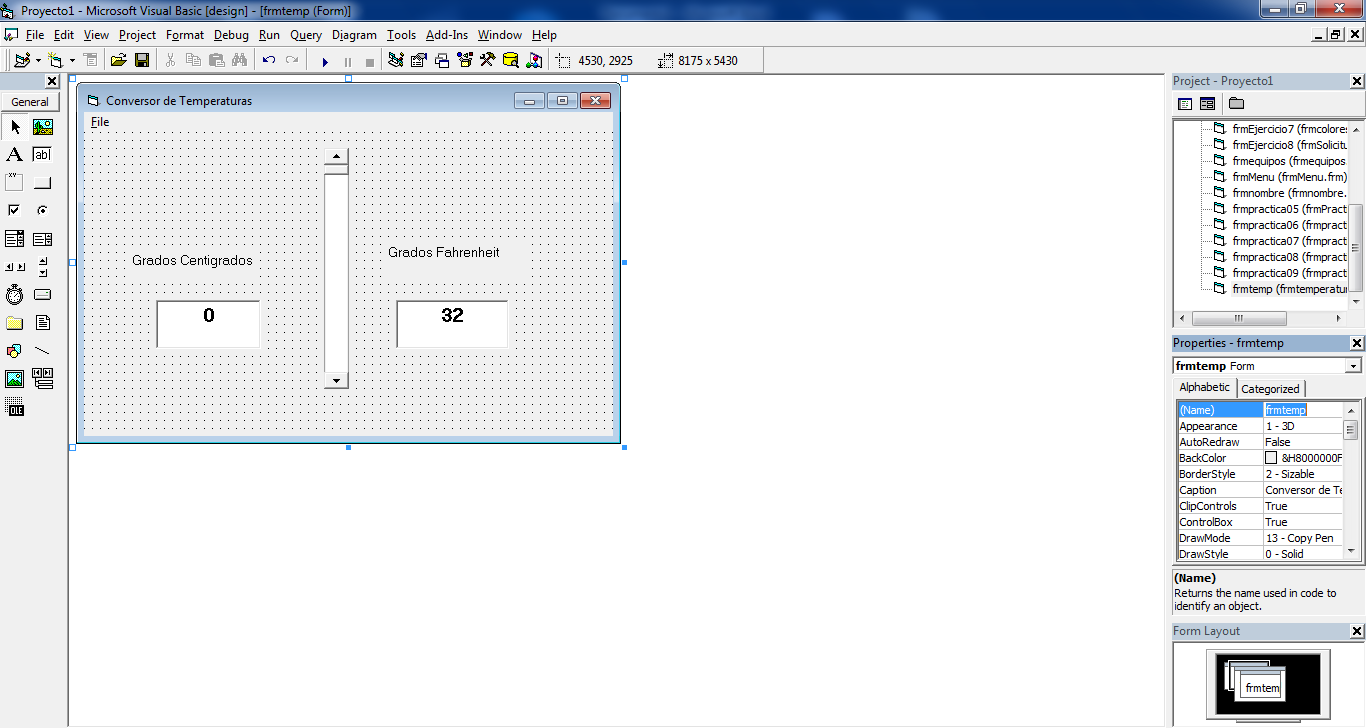 Proyecto1 - Microsoft Visual Basic [design] - [frmtemp (Form)]
File Edit View Project Format Debug Run Query Diagram Tools Add-Ins Window Help
4530, 2925 8175 x 5430
General
A
ab|
xy
OLE
Conversor de Temperaturas
File
Grados Centigrados
Grados Fahrenheit
0
32
Project - Proyecto1
frmEjercicio7 (frmcolores
frmEjercicio8 (frmSolicitu
frmequipos (frmequipos.
frmMenu (frmMenu.frm)
frmnombre (frmnombre.
frmpractica05 (frmPract
frmpractica06 (frmpract
frmpractica07 (frmpract
frmpractica08 (frmpract
frmpractica09 (frmpract
frmtemp (frmtemperatur
Properties - frmtemp
frmtemp Form
Alphabetic Categorized
(Name) frmtemp
Appearance 1 - 3D
AutoRedraw False
BackColor &H8000000F
BorderStyle 2 - Sizable
Caption Conversor de Te
ClipControls True
ControlBox True
DrawMode 13 - Copy Pen
DrawStyle 0 - Solid
(Name)
Returns the name used in code to
identify an object.
Form Layout
frmtem